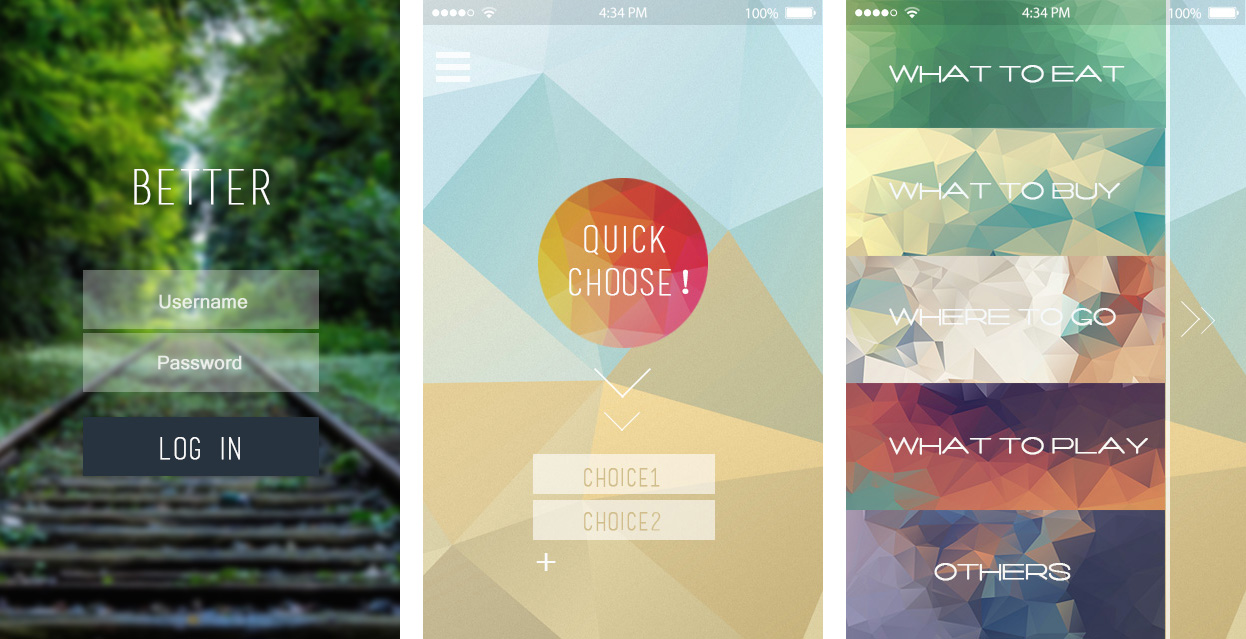 BETTER
Username
Password
LOG IN
4:34 PM
100%
QUICK
CHOOSE!
CHOICE1
CHOICE2
+
4:34 PM
100%
WHAT TO EAT
WHAT TO BUY
WHERE TO GO
WHAT TO PLAY
OTHERS